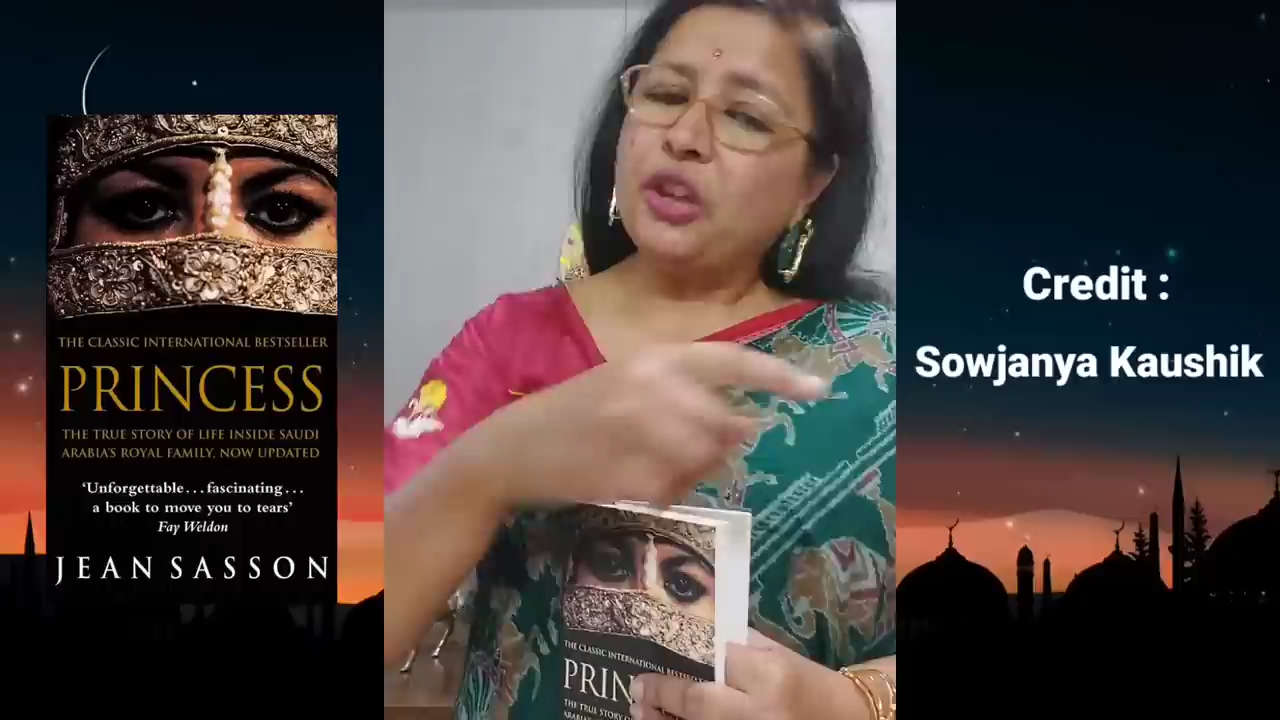 THE CLASSIC INTERNATIONAL BESTSELLER
PRINCESS
THE TRUE STORY OF LIFE INSIDE SAUDI
ARABIA'S ROYAL FAMILY, NOW UPDATED
'Unforgettable...fascinating...
a book to move you to tears'
Fay Weldon
JEAN SASSON
THE CLASSIC INTERNATIONAL
PRIN
THE TRUE STORY
Credit :
Sowjanya Kaushik